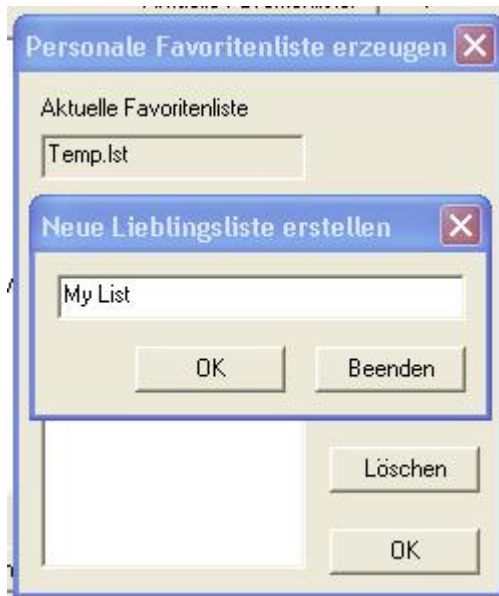 Personale Favoritenliste erzeugen
Aktuelle Favoritenliste
Temp.lst
Neue Lieblingsliste erstellen
My List
OK Beenden
Löschen
OK